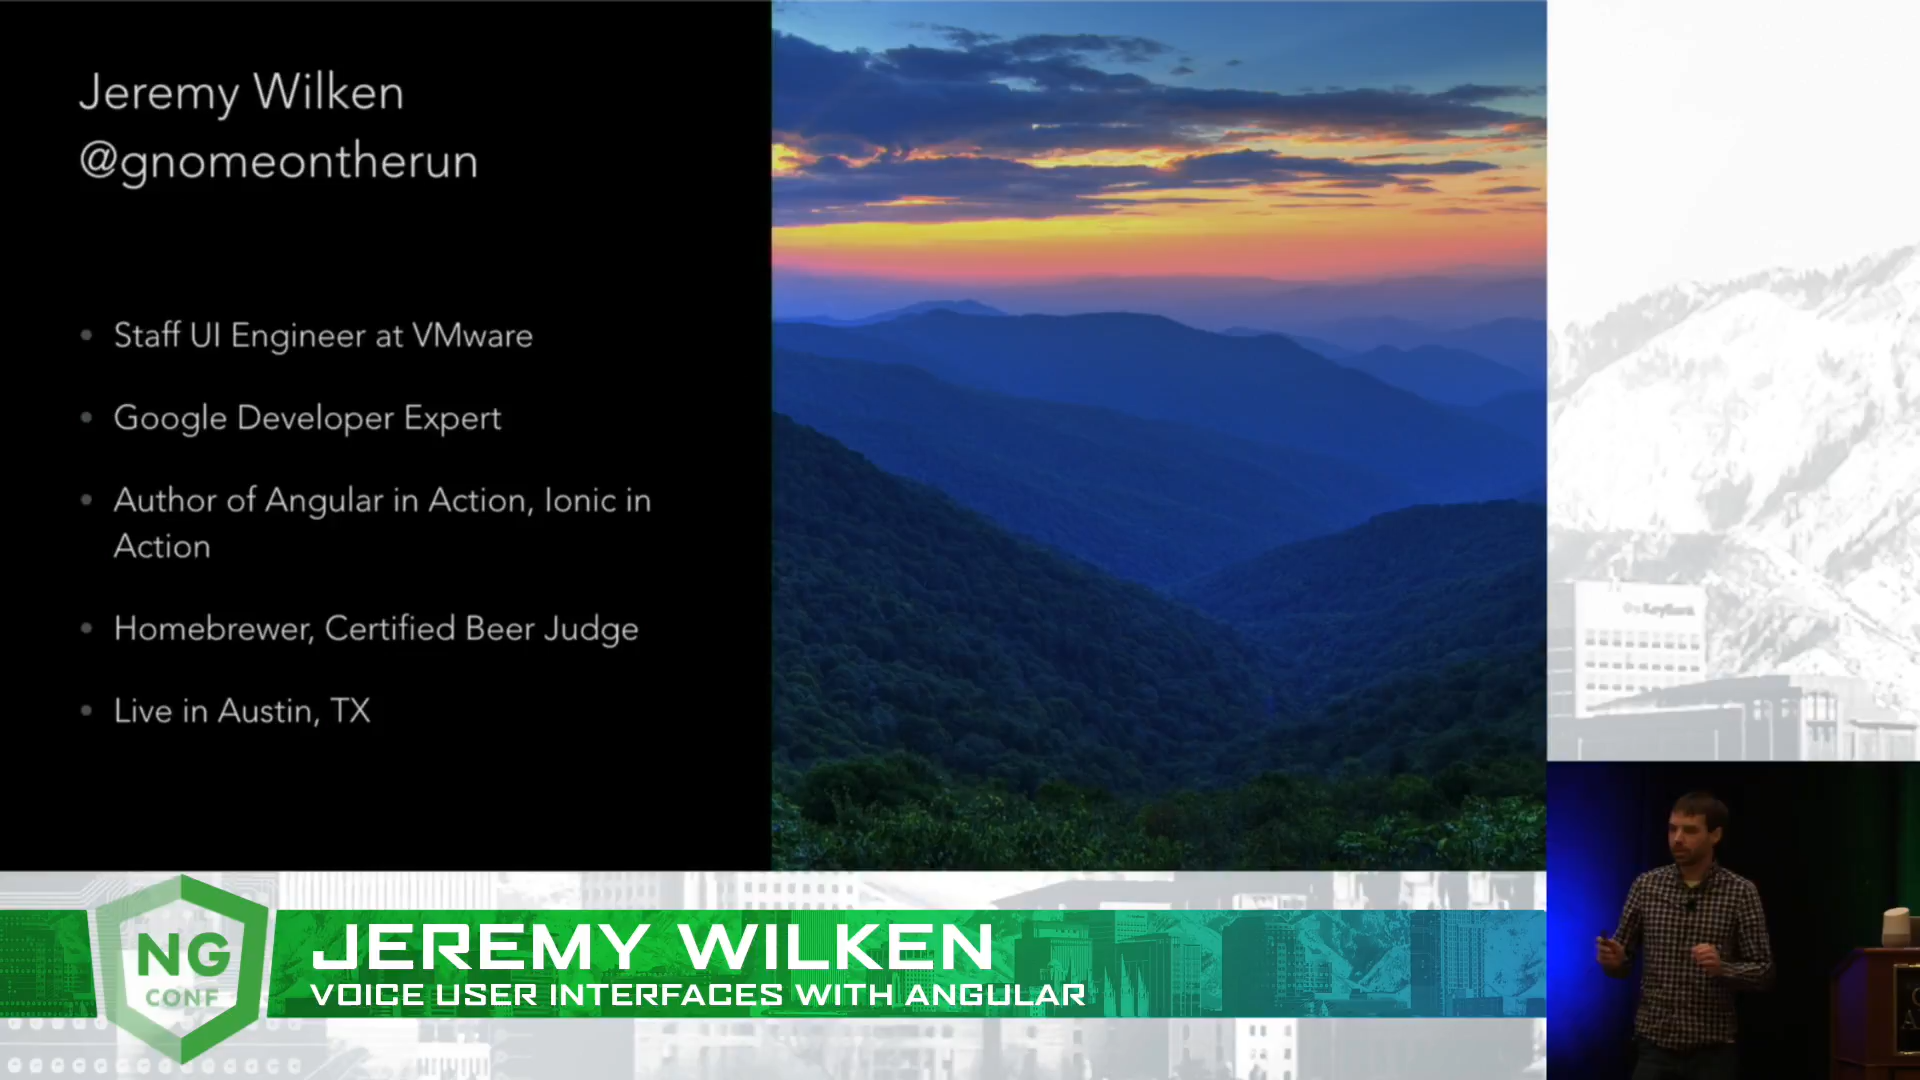 Jeremy Wilken
@gnomeontherun
Staff UI Engineer at VMware
Google Developer Expert
Author of Angular in Action, Ionic in
Action
Homebrewer, Certified Beer Judge
Live in Austin, TX
KeyBank
NG
CONF
JEREMY WILKEN
VOICE USER INTERFACES WITH ANGULAR